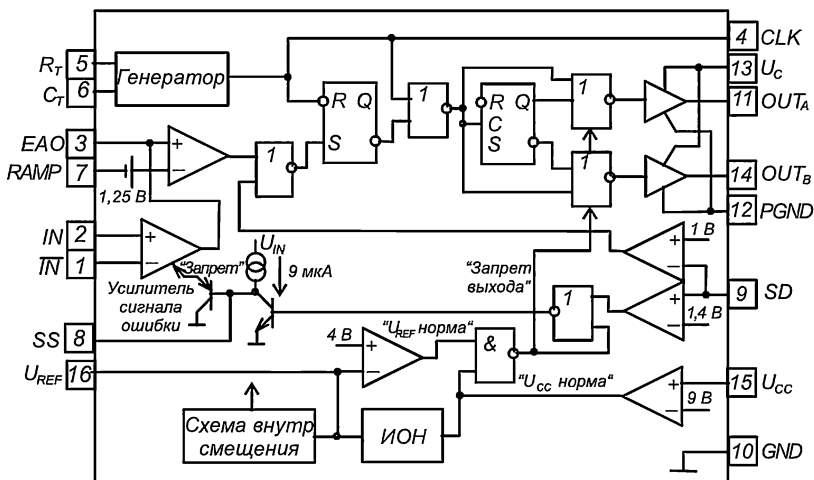 4 CLK
R_T 5
Генератор
13 U_C
C_T 6
R Q
1
1
R Q
11 OUT_A
C
S
EAO 3
+
S
1
RAMP 7
−
1
14 OUT_B
1,25 В
12 PGND
IN 2
+
U_IN
+
1 В
IN 1
−
"Запрет"
9 мкА
"Запрет выхода"
−
Усилитель
сигнала
ошибки
1
+
9 SD
−
1,4 В
SS 8
4 В
+
"U_REF норма"
&
U_REF 16
−
"U_CC норма"
+
15 U_CC
9 В
−
Схема внутр
смещения
ИОН
10 GND